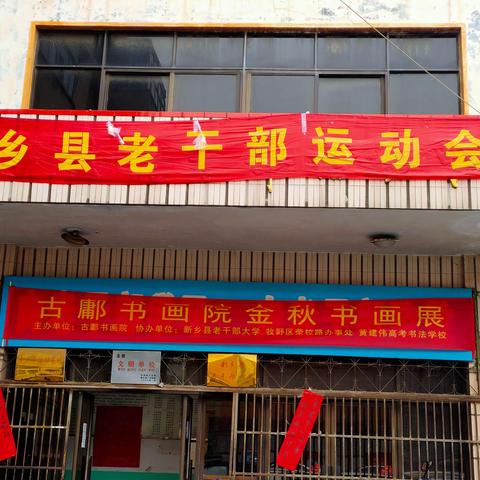 乡县老干部运动会
古鄘书画院金秋书画展
主办单位：古鄘书画院 协办单位：新乡县老干部大学 牧野区荣校路办事处 黄建伟高考书法学校
文明单位